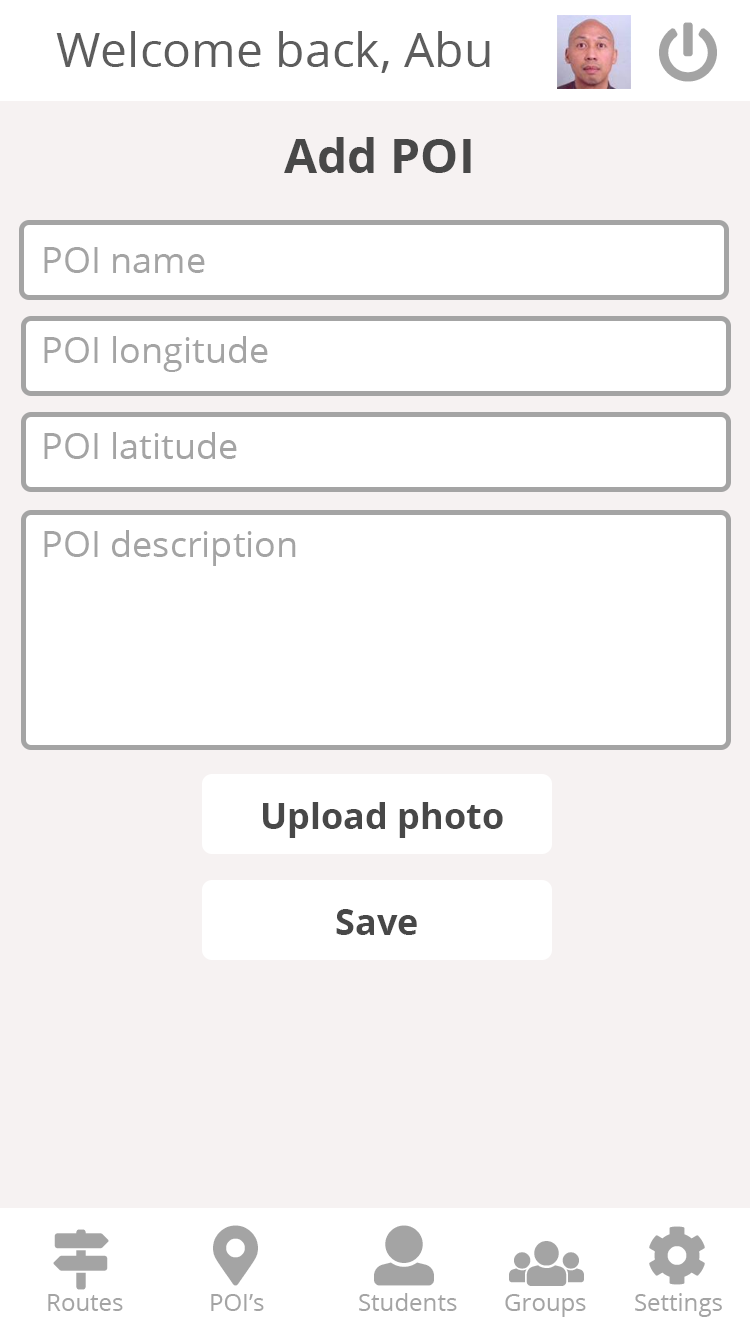 Welcome back, Abu
Add POI
POI name
POI longitude
POI latitude
POI description
Upload photo
Save
Routes
POI’s
Students
Groups
Settings